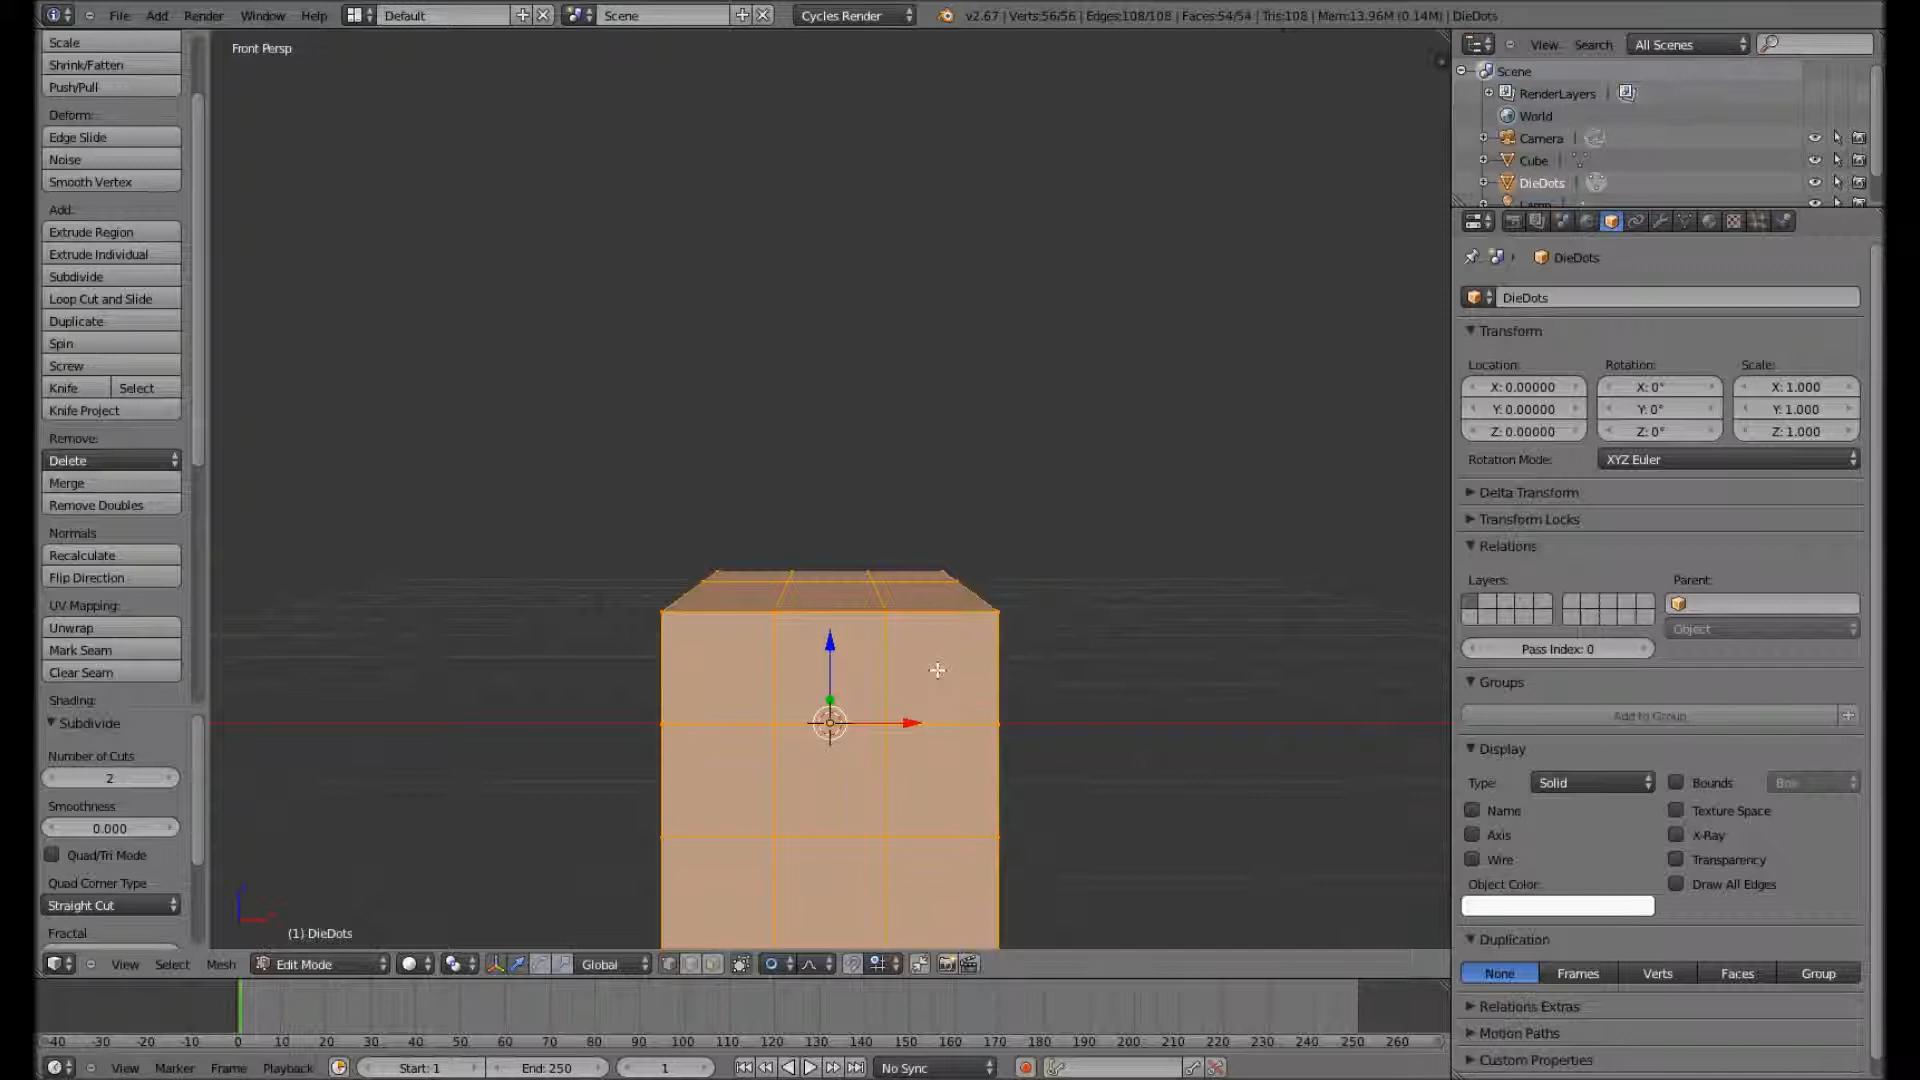 File Add Render Window Help Default Scene Cycles Render v2.67 | Verts:56/56 | Edges:108/108 | Faces:54/54 | Tris:108 | Mem:13.96M (0.14M) | DieDots
Front Persp
Scale
Shrink/Fatten
Push/Pull
Deform:
Edge Slide
Noise
Smooth Vertex
Add:
Extrude Region
Extrude Individual
Subdivide
Loop Cut and Slide
Duplicate
Spin
Screw
Knife Select
Knife Project
Remove:
Delete
Merge
Remove Doubles
Normals
Recalculate
Flip Direction
UV Mapping:
Unwrap
Mark Seam
Clear Seam
Shading:
Subdivide
Number of Cuts
2
Smoothness
0.000
Quad/Tri Mode
Quad Corner Type
Straight Cut
Fractal
(1) DieDots
View Select Mesh Edit Mode Global
-40 -30 -20 -10 0 10 20 30 40 50 60 70 80 90 100 110 120 130 140 150 160 170 180 190 200 210 220 230 240 250 260
View Marker Frame Playback Start: 1 End: 250 1 No Sync
View Search All Scenes
Scene
RenderLayers
World
Camera
Cube
DieDots
Lamp
DieDots
DieDots
Transform
Location: Rotation: Scale:
X: 0.00000 X: 0° X: 1.000
Y: 0.00000 Y: 0° Y: 1.000
Z: 0.00000 Z: 0° Z: 1.000
Rotation Mode: XYZ Euler
Delta Transform
Transform Locks
Relations
Layers: Parent:
Object
Pass Index: 0
Groups
Add to Group
Display
Type: Solid Bounds Box
Name Texture Space
Axis X-Ray
Wire Transparency
Object Color: Draw All Edges
Duplication
None Frames Verts Faces Group
Relations Extras
Motion Paths
Custom Properties